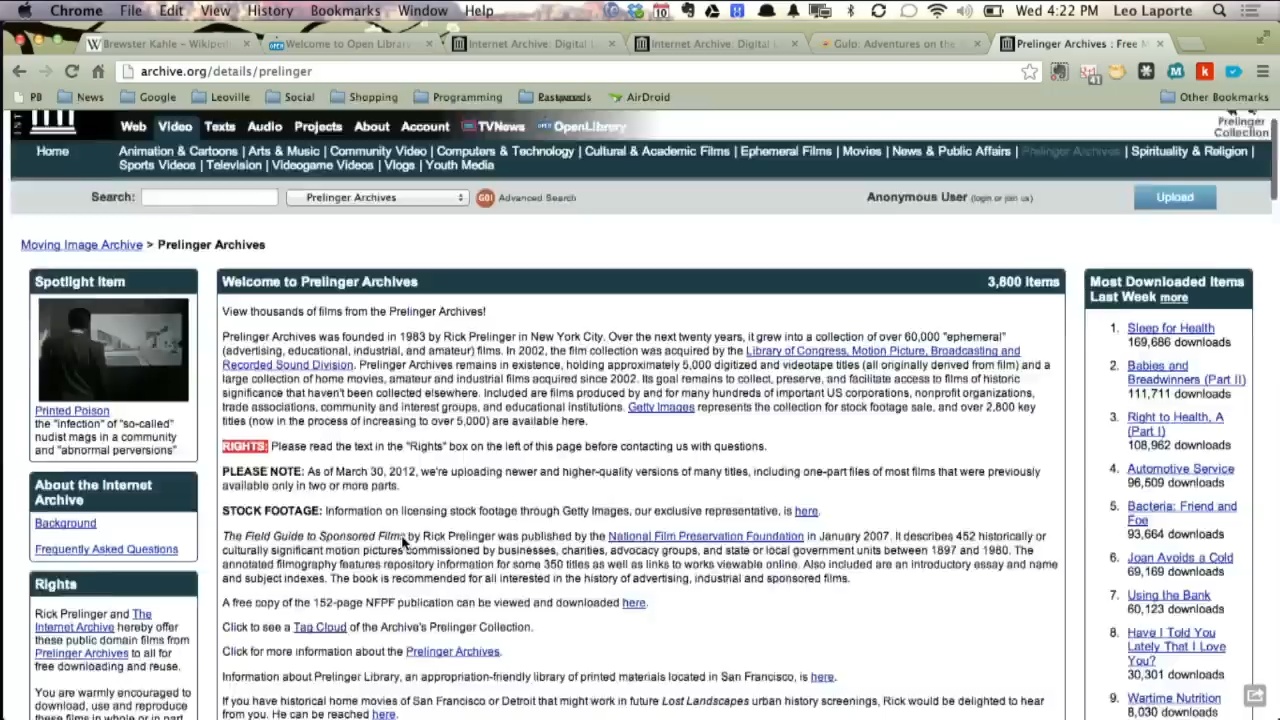 Chrome File Edit View History Bookmarks Window Help 10 Wed 4:22 PM Leo Laporte
Brewster Kahle – Wikipe Welcome to Open Libra Internet Archive: Digital L Internet Archive: Digital L Gulp: Adventures on the Prelinger Archives : Free M
archive.org/details/prelinger
PB News Google Leoville Social Shopping Programming AirDroid Other Bookmarks
Web Video Texts Audio Projects About Account TVNews OpenLibrary
Prelinger
Collection
Home Animation & Cartoons | Arts & Music | Community Video | Computers & Technology | Cultural & Academic Films | Ephemeral Films | Movies | News & Public Affairs | Prelinger Archives | Spirituality & Religion |
Sports Videos | Television | Videogame Videos | Vlogs | Youth Media
Search: Prelinger Archives GO! Advanced Search Anonymous User (login or join us) Upload
Moving Image Archive > Prelinger Archives
Spotlight Item
Printed Poison
the "infection" of "so-called"
nudist mags in a community
and "abnormal perversions"
About the Internet
Archive
Background
Frequently Asked Questions
Rights
Rick Prelinger and The
Internet Archive hereby offer
these public domain films from
Prelinger Archives to all for
free downloading and reuse.
You are warmly encouraged to
download, use and reproduce
these films in whole or in part
Welcome to Prelinger Archives 3,800 Items
View thousands of films from the Prelinger Archives!
Prelinger Archives was founded in 1983 by Rick Prelinger in New York City. Over the next twenty years, it grew into a collection of over 60,000 "ephemeral"
(advertising, educational, industrial, and amateur) films. In 2002, the film collection was acquired by the Library of Congress, Motion Picture, Broadcasting and
Recorded Sound Division. Prelinger Archives remains in existence, holding approximately 5,000 digitized and videotape titles (all originally derived from film) and a
large collection of home movies, amateur and industrial films acquired since 2002. Its goal remains to collect, preserve, and facilitate access to films of historic
significance that haven't been collected elsewhere. Included are films produced by and for many hundreds of important US corporations, nonprofit organizations,
trade associations, community and interest groups, and educational institutions. Getty Images represents the collection for stock footage sale, and over 2,800 key
titles (now in the process of increasing to over 5,000) are available here.
RIGHTS: Please read the text in the "Rights" box on the left of this page before contacting us with questions.
PLEASE NOTE: As of March 30, 2012, we're uploading newer and higher-quality versions of many titles, including one-part files of most films that were previously
available only in two or more parts.
STOCK FOOTAGE: Information on licensing stock footage through Getty Images, our exclusive representative, is here.
The Field Guide to Sponsored Films by Rick Prelinger was published by the National Film Preservation Foundation in January 2007. It describes 452 historically or
culturally significant motion pictures commissioned by businesses, charities, advocacy groups, and state or local government units between 1897 and 1980. The
annotated filmography features repository information for some 350 titles as well as links to works viewable online. Also included are an introductory essay and name
and subject indexes. The book is recommended for all interested in the history of advertising, industrial and sponsored films.
A free copy of the 152-page NFPF publication can be viewed and downloaded here.
Click to see a Tag Cloud of the Archive's Prelinger Collection.
Click for more information about the Prelinger Archives.
Information about Prelinger Library, an appropriation-friendly library of printed materials located in San Francisco, is here.
If you have historical home movies of San Francisco or Detroit that might work in future Lost Landscapes urban history screenings, Rick would be delighted to hear
from you. He can be reached here.
Most Downloaded Items
Last Week more
1. Sleep for Health
169,686 downloads
2. Babies and
Breadwinners (Part II)
111,711 downloads
3. Right to Health, A
(Part I)
108,962 downloads
4. Automotive Service
96,509 downloads
5. Bacteria: Friend and
Foe
93,664 downloads
6. Joan Avoids a Cold
69,169 downloads
7. Using the Bank
60,123 downloads
8. Have I Told You
Lately That I Love
You?
30,301 downloads
9. Wartime Nutrition
8,030 downloads